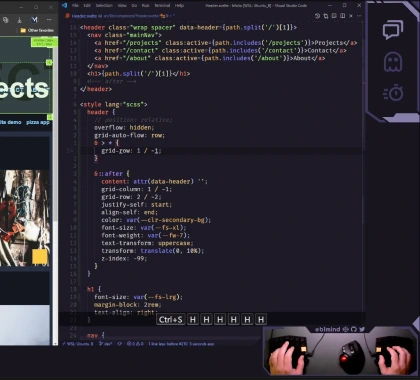 Other favorites
ects
ite demo pizza app
<header class="wrap spacer" data-header={path.split('/')[1]}>
<nav class="mainNav">
<a href="/projects" class:active={path.includes('/projects')}>Projects</a>
<a href="/contact" class:active={path.includes('/contact')}>Contact</a>
<a href="/about" class:active={path.includes('/about')}>About</a>
</nav>
<h1>{path.split('/')[1]}</h1>
</header>
<style lang="scss">
header {
// position: relative;
overflow: hidden;
grid-auto-flow: row;
& > * {
grid-row: 1 / -1;
}
&::after {
content: attr(data-header) '';
grid-column: 1 / -1;
grid-row: 2 / -2;
justify-self: start;
align-self: end;
color: var(--clr-secondary-bg);
font-size: var(--fs-xl);
font-weight: var(--fw-7);
text-transform: uppercase;
transform: translate(0, 10%);
z-index: -99;
}
}
h1 {
font-size: var(--fs-lrg);
margin-block: 2rem;
text-align: right;
nav {
Ctrl+S H H H H H H
@blmind